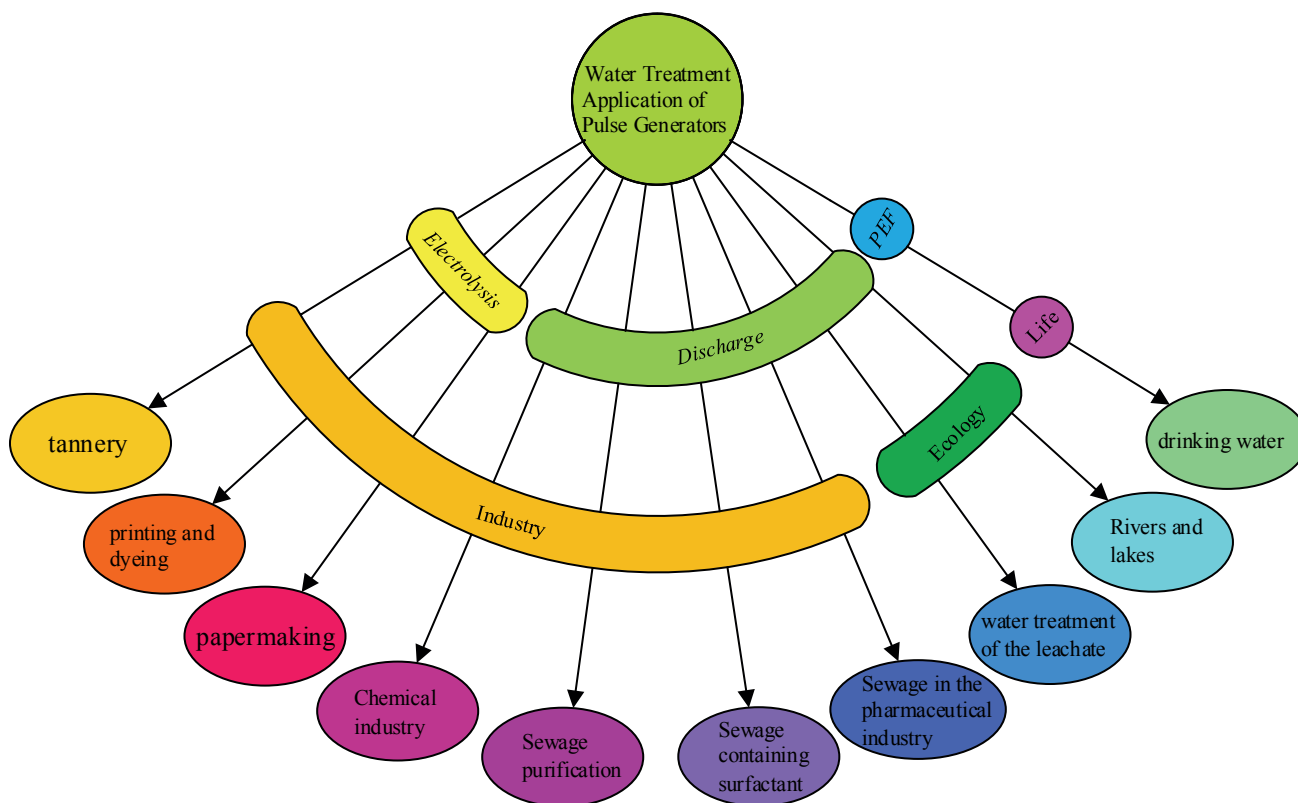 Water Treatment
Application of
Pulse Generators
PEF
Electrolysis
Life
Discharge
Ecology
Industry
tannery
drinking water
printing and
dyeing
Rivers and
lakes
papermaking
water treatment
of the leachate
Chemical
industry
Sewage in the
pharmaceutical
industry
Sewage
purification
Sewage
containing
surfactant